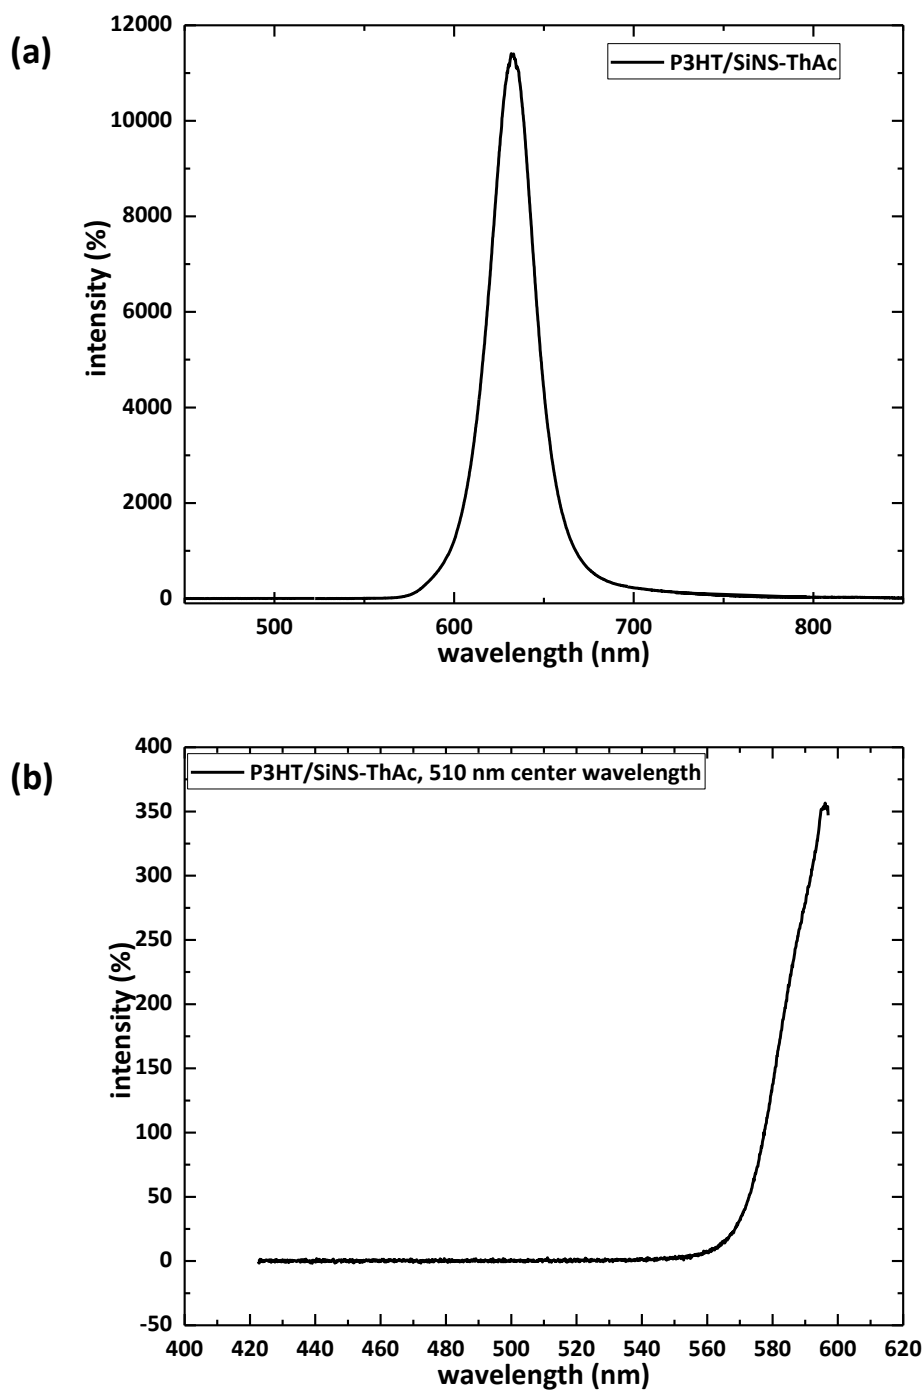 (a)
P3HT/SiNS-ThAc
12000
10000
8000
6000
4000
2000
0
intensity (%)
500 600 700 800
wavelength (nm)
(b)
P3HT/SiNS-ThAc, 510 nm center wavelength
400
350
300
250
200
150
100
50
0
-50
intensity (%)
400 420 440 460 480 500 520 540 560 580 600 620
wavelength (nm)